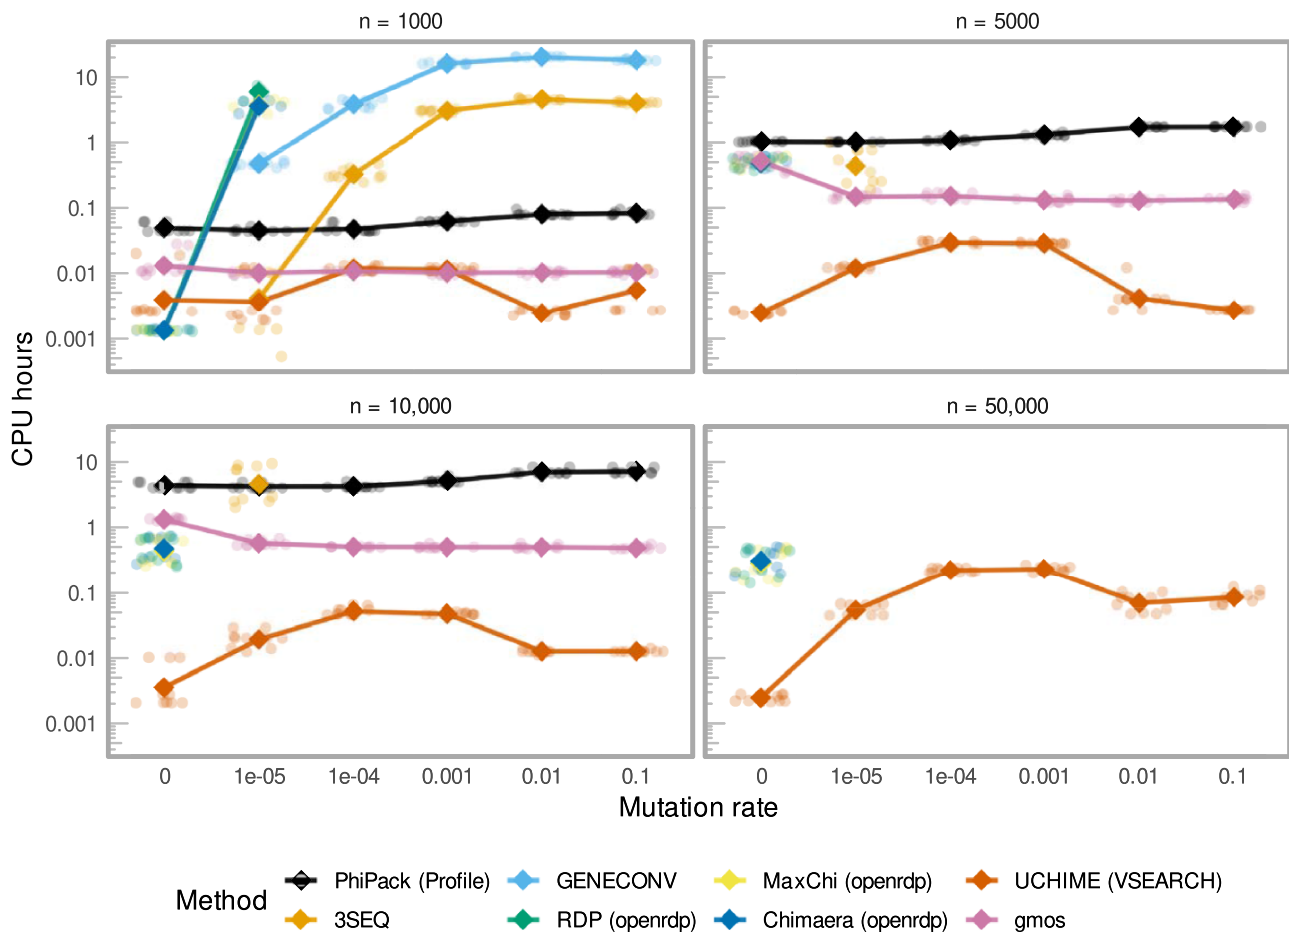 n = 1000
n = 5000
10
1
0.1
0.01
0.001
CPU hours
n = 10,000
n = 50,000
10
1
0.1
0.01
0.001
0
1e-05
1e-04
0.001
0.01
0.1
0
1e-05
1e-04
0.001
0.01
0.1
Mutation rate
Method
PhiPack (Profile)
GENECONV
MaxChi (openrdp)
UCHIME (VSEARCH)
3SEQ
RDP (openrdp)
Chimaera (openrdp)
gmos